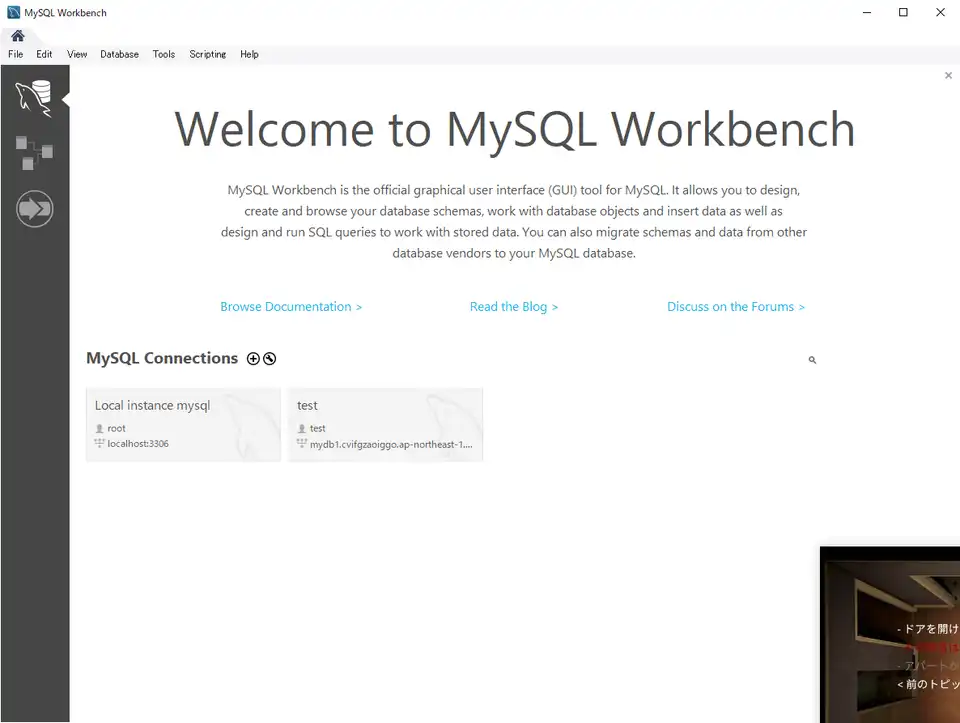 MySQL Workbench
File Edit View Database Tools Scripting Help
Welcome to MySQL Workbench
MySQL Workbench is the official graphical user interface (GUI) tool for MySQL. It allows you to design,
create and browse your database schemas, work with database objects and insert data as well as
design and run SQL queries to work with stored data. You can also migrate schemas and data from other
database vendors to your MySQL database.
Browse Documentation >
Read the Blog >
Discuss on the Forums >
MySQL Connections
Local instance mysql
root
localhost:3306
test
test
mydb1.cvifgzaoiggo.ap-northeast-1....
- ドアを開け
- アパートが
< 前のトピッ